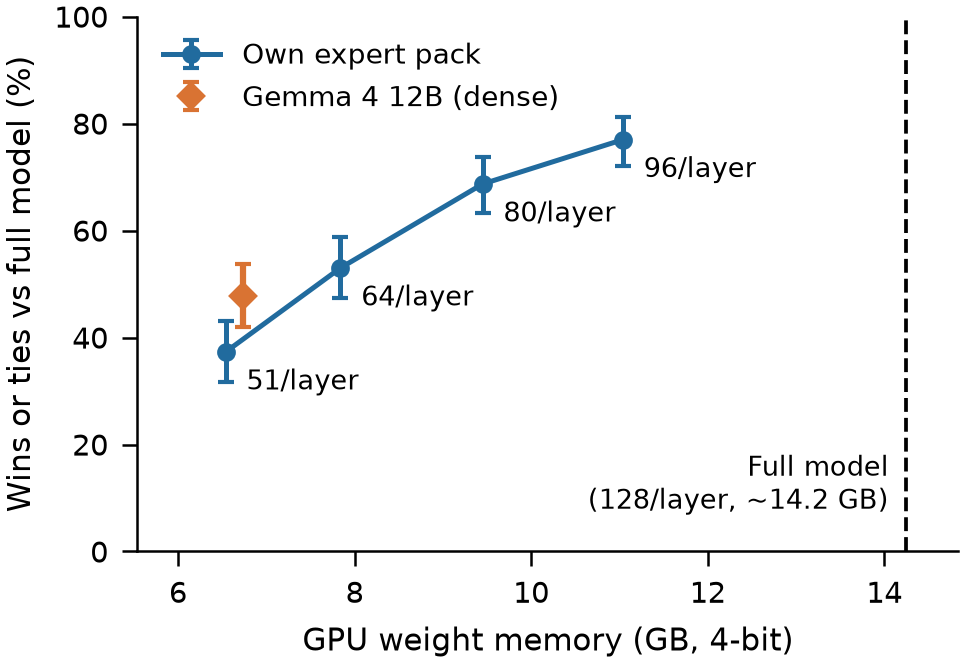 Wins or ties vs full model (%)
100
80
60
40
20
0
Own expert pack
Gemma 4 12B (dense)
96/layer
80/layer
64/layer
51/layer
Full model
(128/layer, ~14.2 GB)
6
8
10
12
14
GPU weight memory (GB, 4-bit)